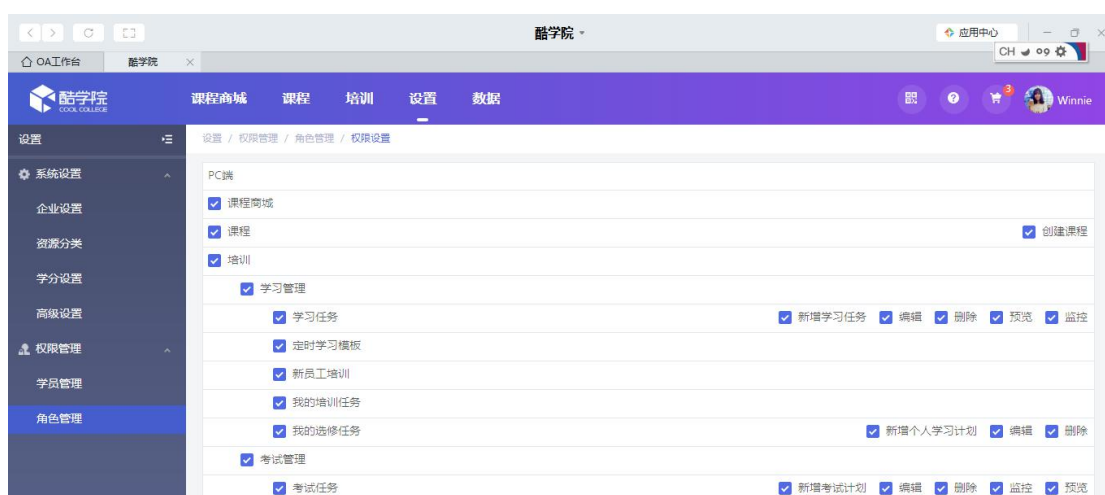 酷学院
应用中心
CH
OA工作台 酷学院
酷学院 课程商城 课程 培训 设置 数据 3 Winnie
COOL COLLEGE
设置 设置 / 权限管理 / 角色管理 / 权限设置
系统设置 PC端
企业设置 课程商城
资源分类 课程 创建课程
培训
学分设置 学习管理
高级设置 学习任务 新增学习任务 编辑 删除 预览 监控
权限管理 定时学习模板
学员管理 新员工培训
角色管理 我的培训任务
我的选修任务 新增个人学习计划 编辑 删除
考试管理
考试任务 新增考试计划 编辑 删除 监控 预览